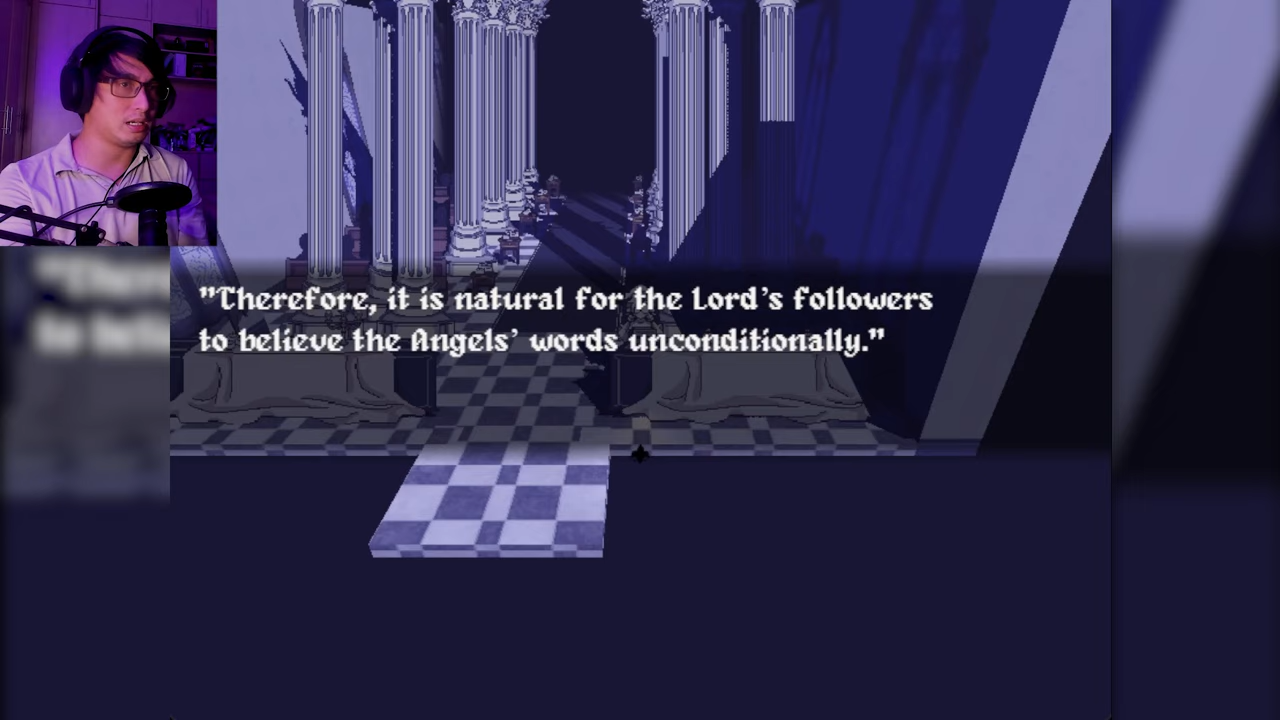 "Therefore, it is natural for the Lord's followers
to believe the Angels' words unconditionally."